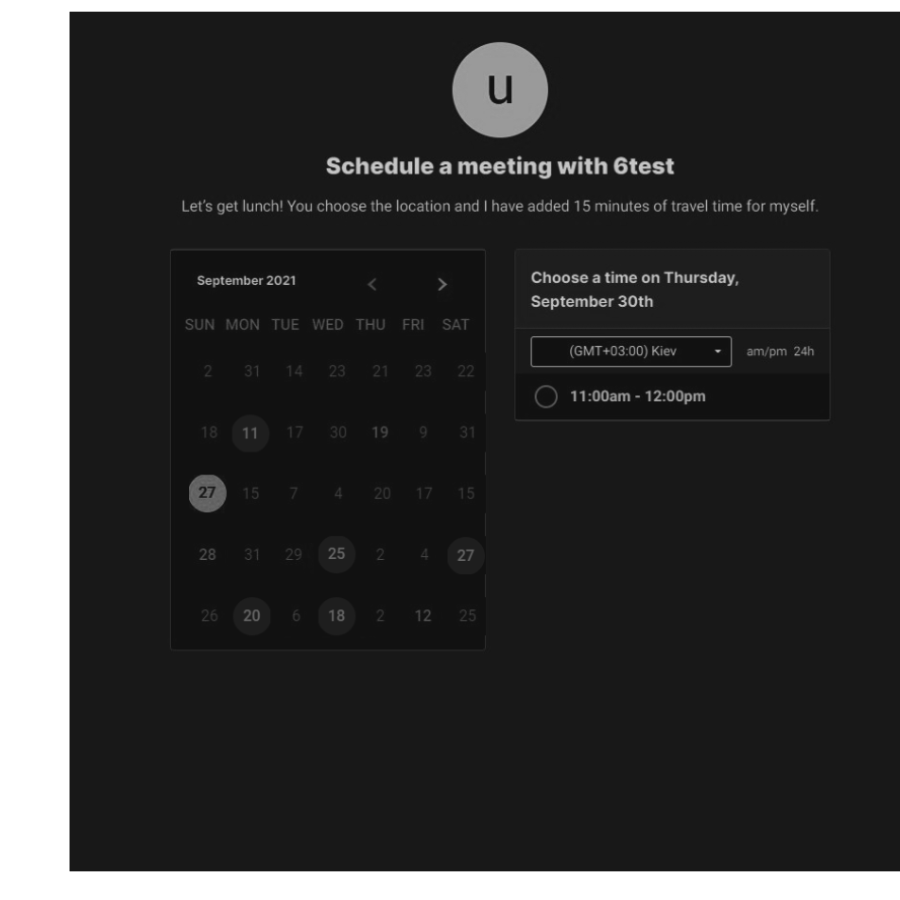 u
Schedule a meeting with 6test
Let's get lunch! You choose the location and I have added 15 minutes of travel time for myself.
September 2021
SUN MON TUE WED THU FRI SAT
2 31 14 23 21 23 22
18 11 17 30 19 9 31
27 15 7 4 20 17 15
28 31 29 25 2 4 27
26 20 6 18 2 12 25
Choose a time on Thursday,
September 30th
(GMT+03:00) Kiev am/pm 24h
11:00am - 12:00pm